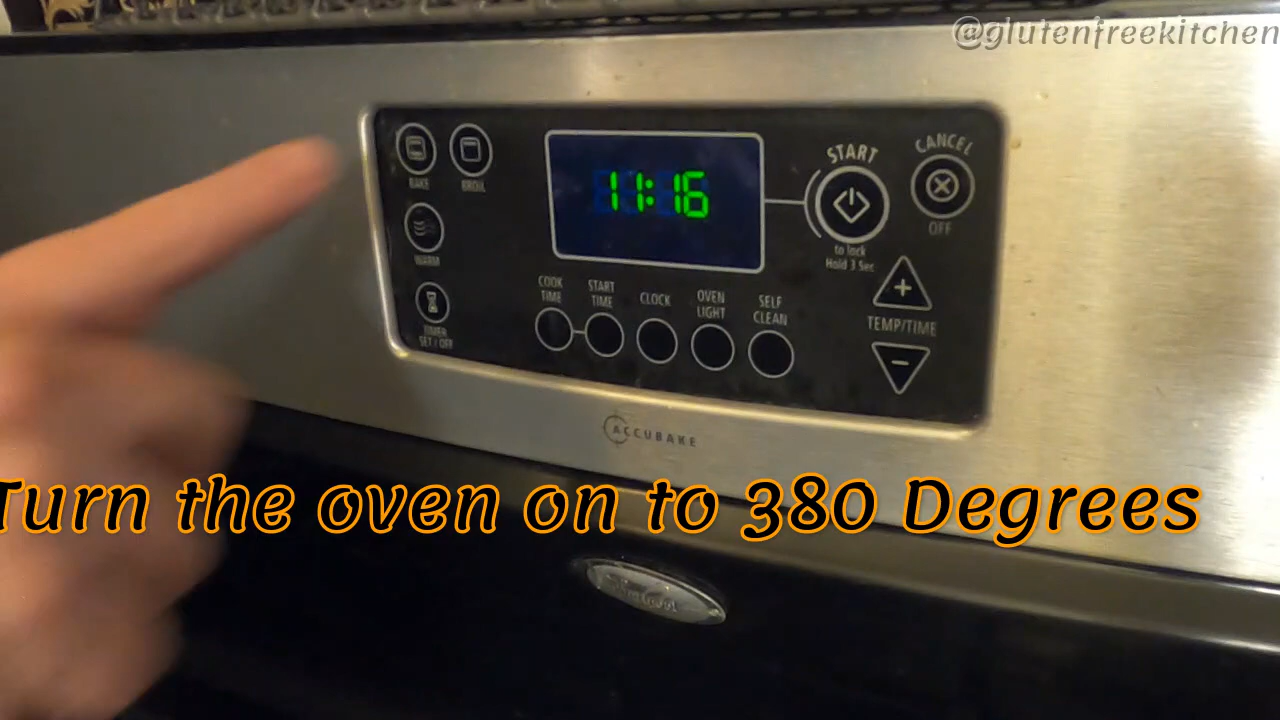 @glutenfreekitchen
BAKE
BROIL
WARM
TIMER
SET / OFF
11:16
START
to lock
Hold 3 Sec
CANCEL
OFF
COOK
TIME
START
TIME
CLOCK
OVEN
LIGHT
SELF
CLEAN
+
TEMP/TIME
−
ACCUBAKE
Turn the oven on to 380 Degrees
Whirlpool